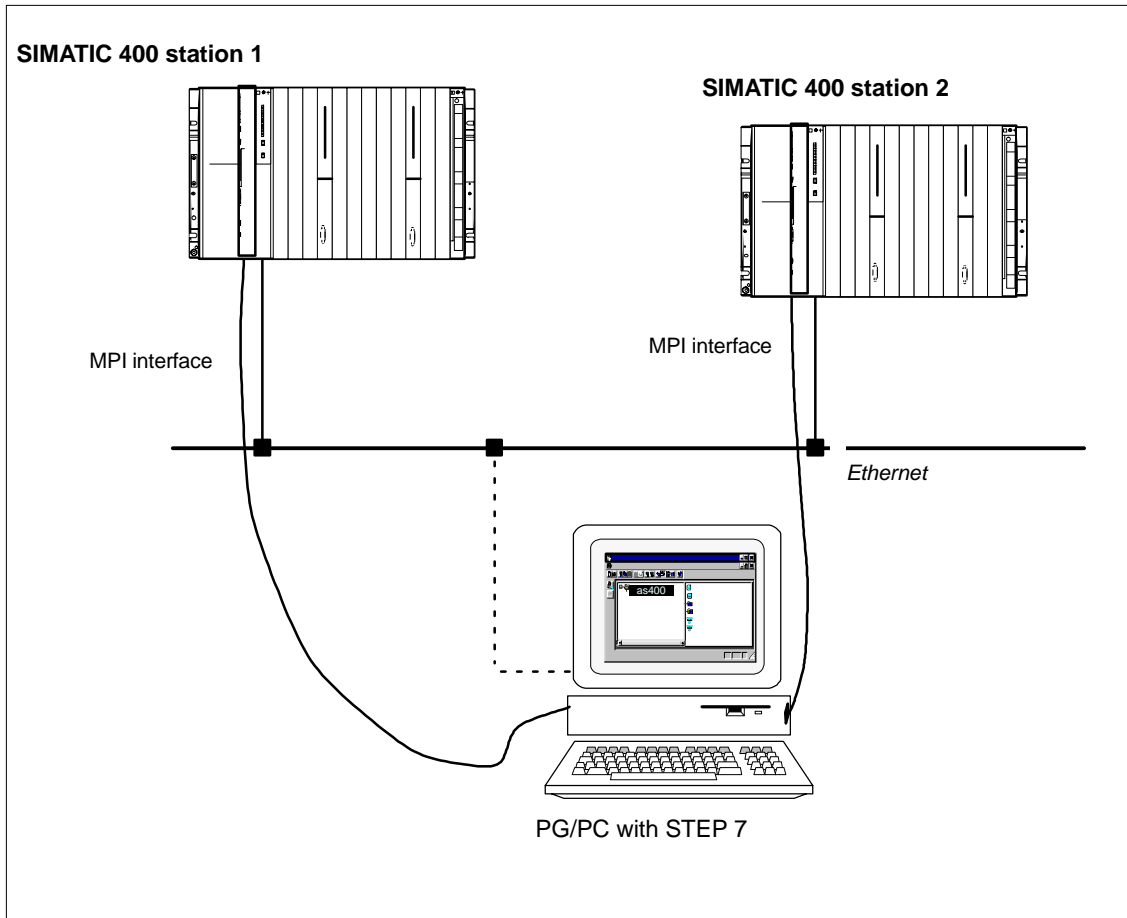 SIMATIC 400 station 1
SIMATIC 400 station 2
MPI interface
MPI interface
Ethernet
as400
PG/PC with STEP 7